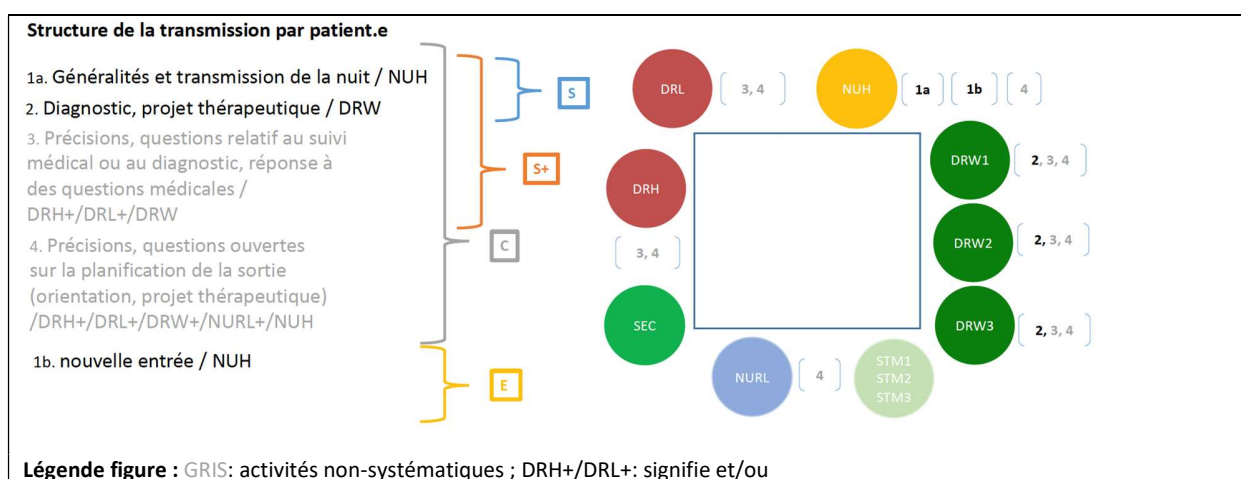 Structure de la transmission par patient.e
1a. Généralités et transmission de la nuit / NUH
2. Diagnostic, projet thérapeutique / DRW
3. Précisions, questions relatif au suivi
médical ou au diagnostic, réponse à
des questions médicales /
DRH+/DRL+/DRW
4. Précisions, questions ouvertes
sur la planification de la sortie
(orientation, projet thérapeutique)
/DRH+/DRL+/DRW+/NURL+/NUH
1b. nouvelle entrée / NUH
S
S+
C
E
DRL
3, 4
NUH
1a
1b
4
DRW1
2, 3, 4
DRH
3, 4
DRW2
2, 3, 4
SEC
DRW3
2, 3, 4
NURL
4
STM1
STM2
STM3
Légende figure : GRIS: activités non-systématiques ; DRH+/DRL+: signifie et/ou